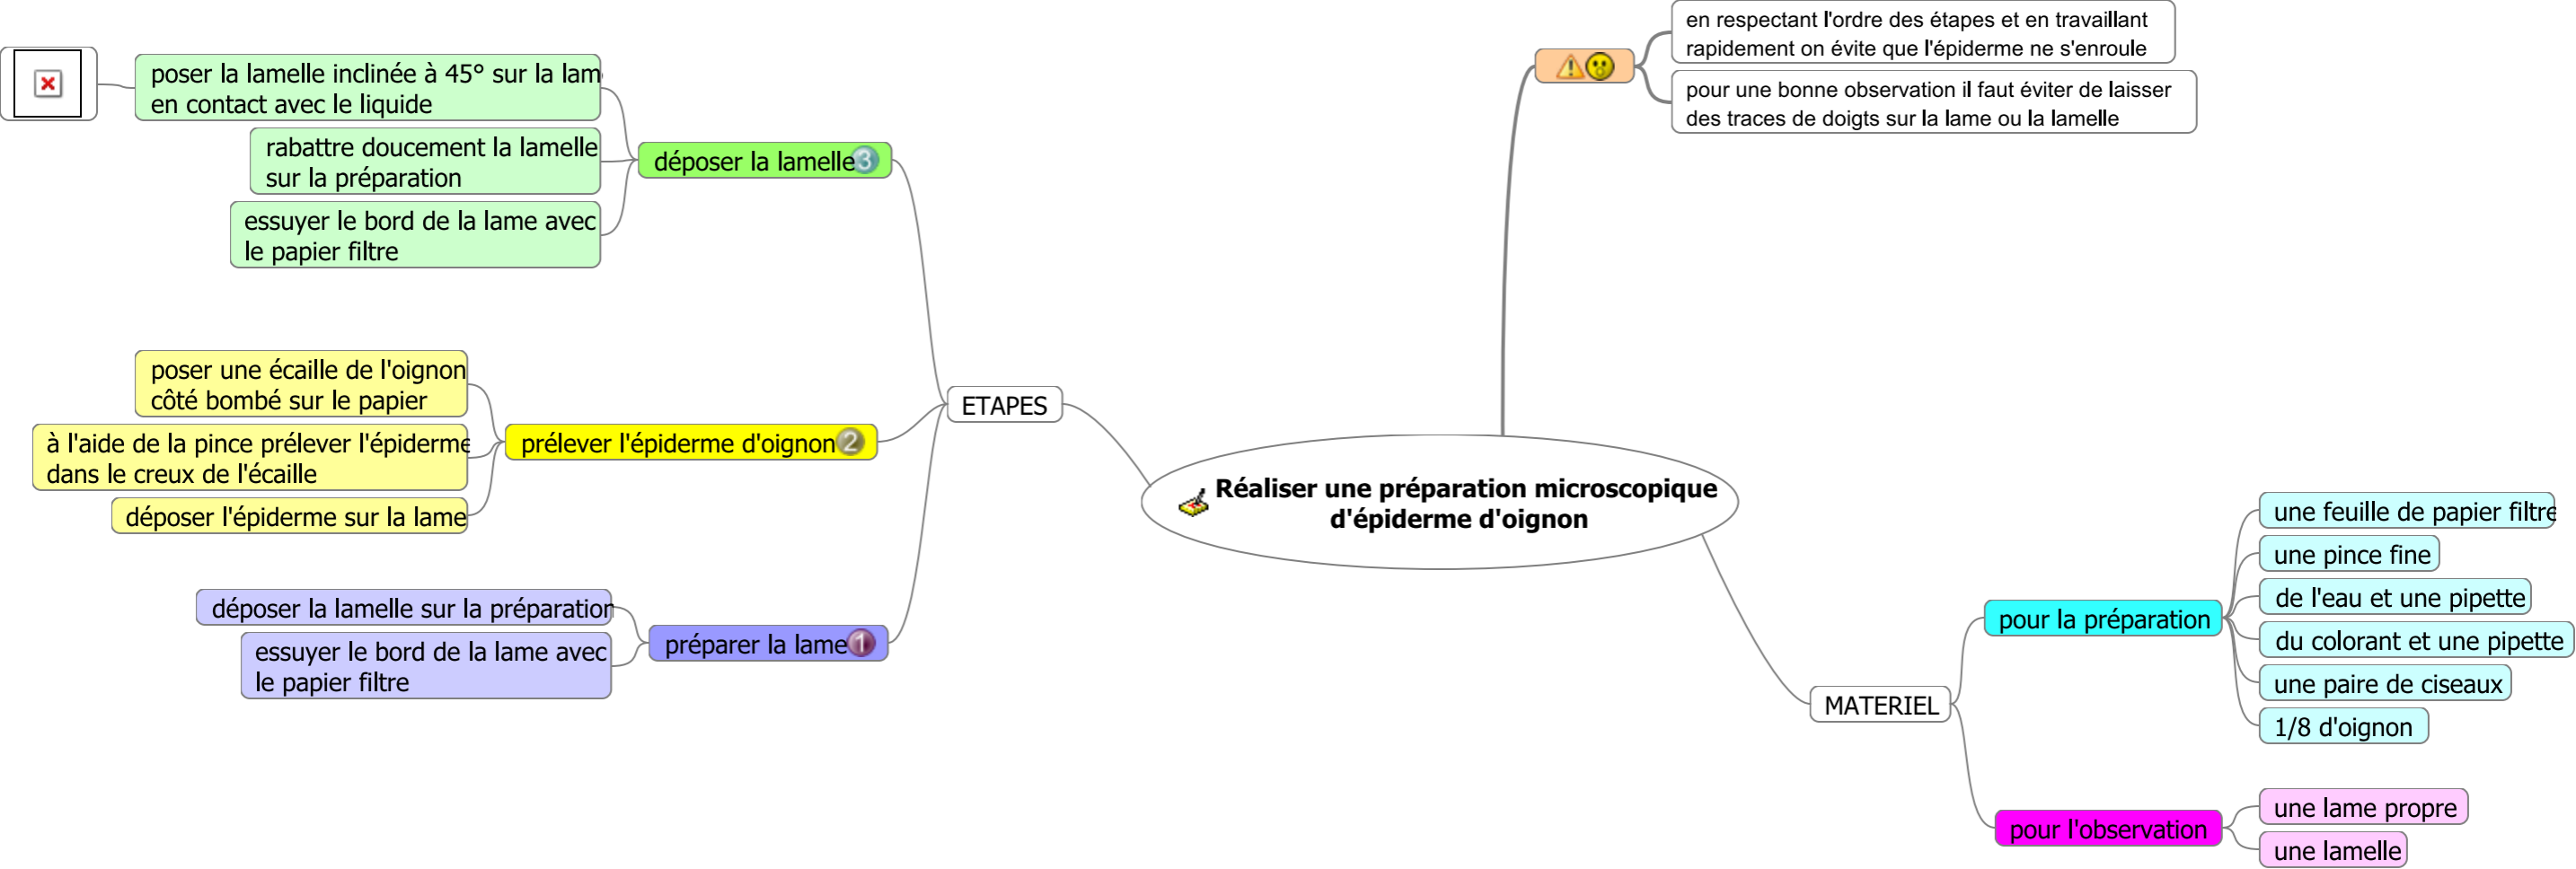 en respectant l'ordre des étapes et en travaillant
rapidement on évite que l'épiderme ne s'enroule
pour une bonne observation il faut éviter de laisser
des traces de doigts sur la lame ou la lamelle
poser la lamelle inclinée à 45° sur la lam
en contact avec le liquide
rabattre doucement la lamelle
sur la préparation
essuyer le bord de la lame avec
le papier filtre
déposer la lamelle 3
poser une écaille de l'oignon
côté bombé sur le papier
à l'aide de la pince prélever l'épiderme
dans le creux de l'écaille
déposer l'épiderme sur la lame
prélever l'épiderme d'oignon 2
déposer la lamelle sur la préparation
essuyer le bord de la lame avec
le papier filtre
préparer la lame 1
ETAPES
Réaliser une préparation microscopique
d'épiderme d'oignon
MATERIEL
pour la préparation
une feuille de papier filtre
une pince fine
de l'eau et une pipette
du colorant et une pipette
une paire de ciseaux
1/8 d'oignon
pour l'observation
une lame propre
une lamelle